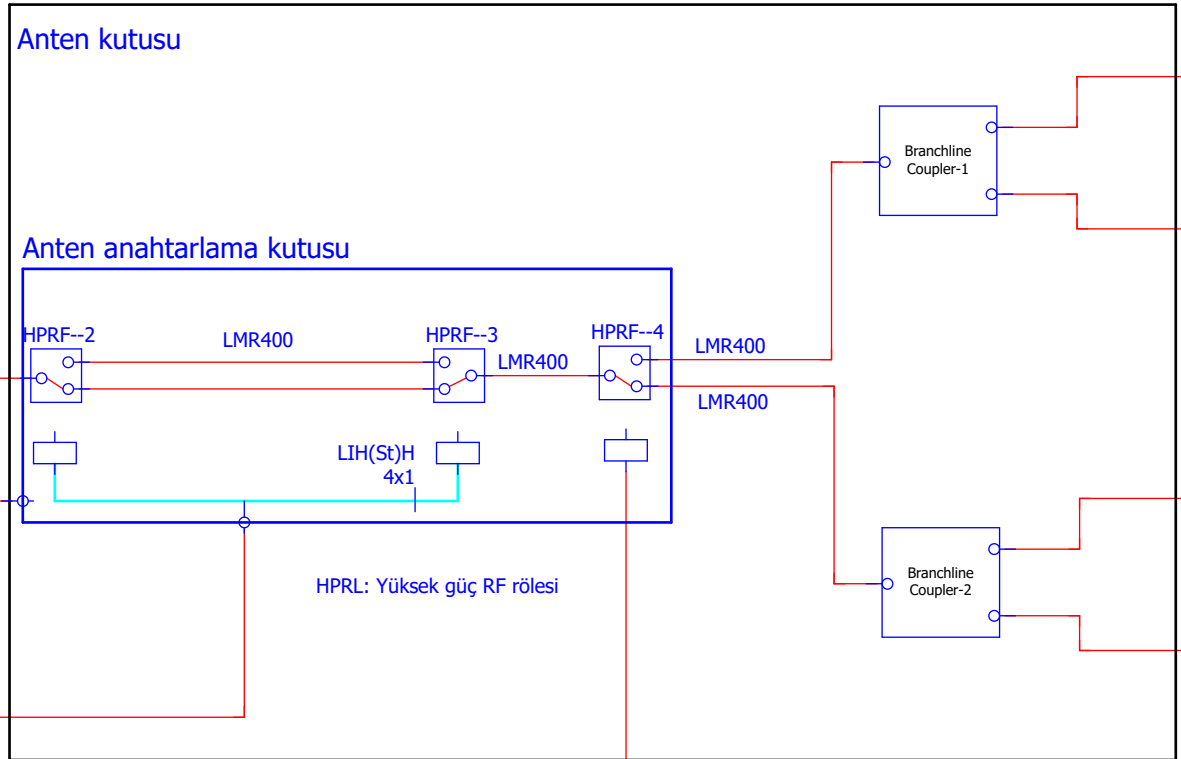 Anten kutusu
Branchline
Coupler-1
Anten anahtarlama kutusu
HPRF--2
LMR400
HPRF--3
LMR400
HPRF--4
LMR400
LMR400
LIH(St)H
4x1
HPRL: Yüksek güç RF rölesi
Branchline
Coupler-2